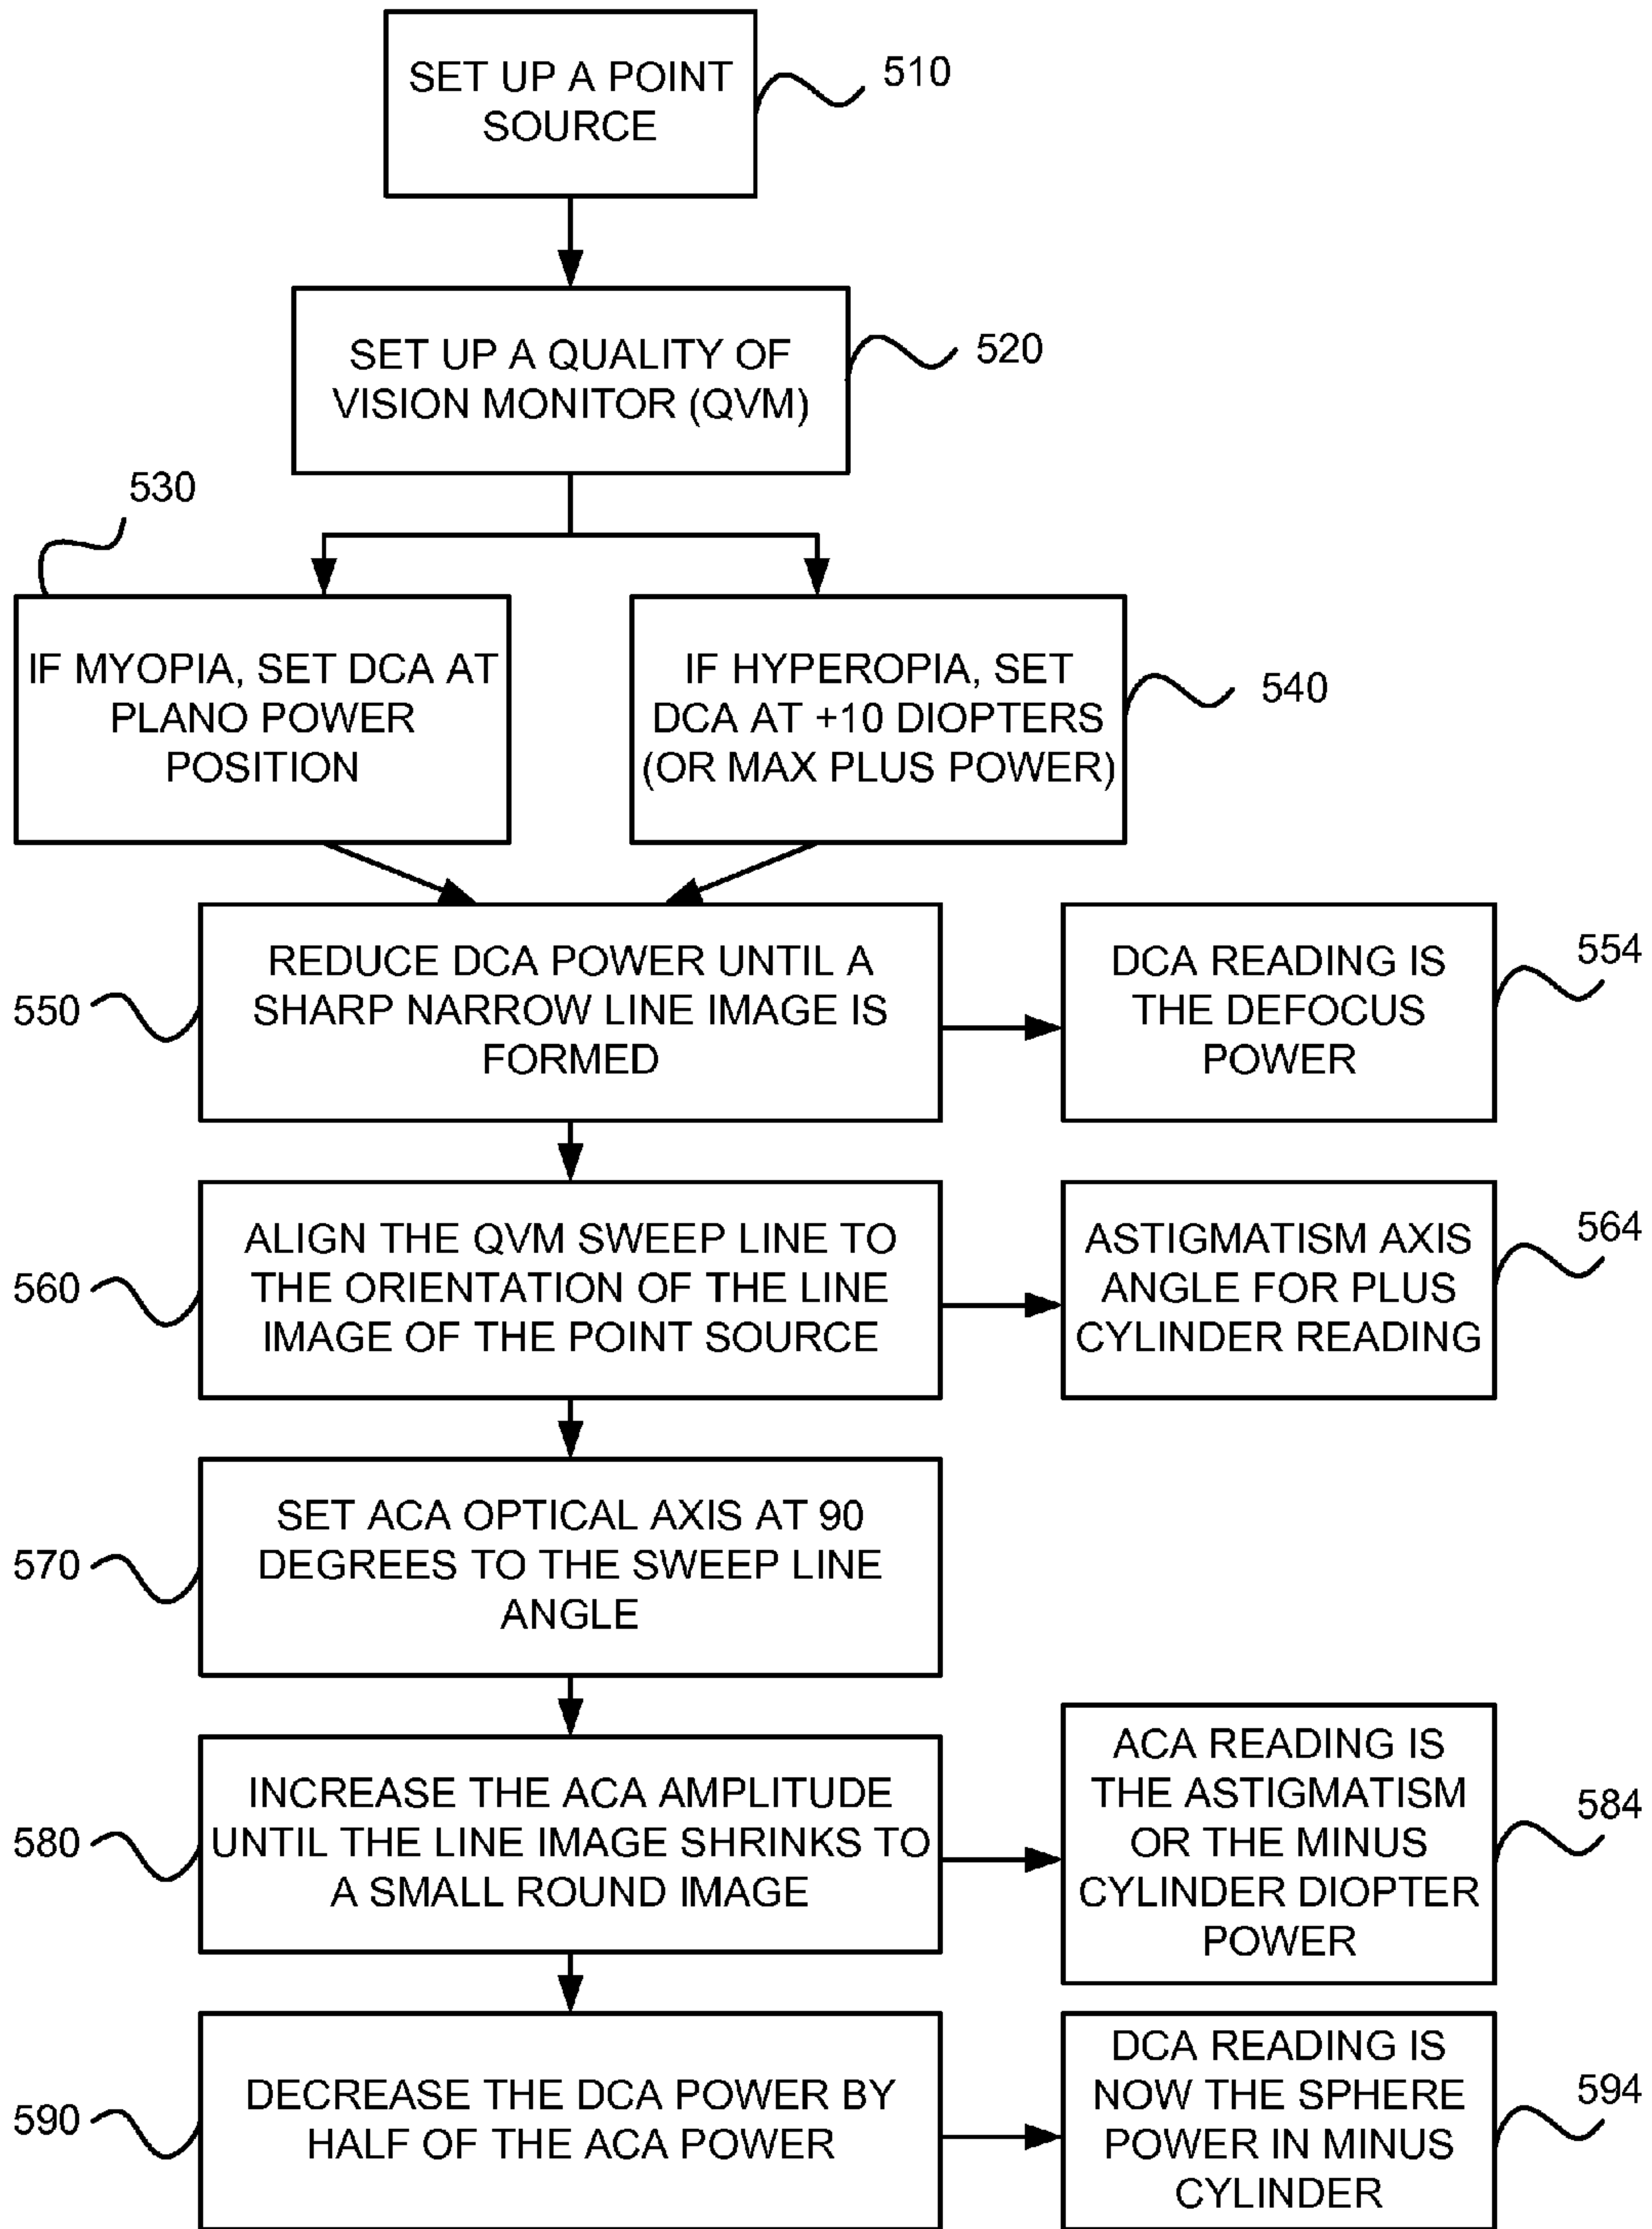 SET UP A POINT
SOURCE
510
SET UP A QUALITY OF
VISION MONITOR (QVM)
520
530
IF MYOPIA, SET DCA AT
PLANO POWER
POSITION
IF HYPEROPIA, SET
DCA AT +10 DIOPTERS
(OR MAX PLUS POWER)
540
550
REDUCE DCA POWER UNTIL A
SHARP NARROW LINE IMAGE IS
FORMED
DCA READING IS
THE DEFOCUS
POWER
554
560
ALIGN THE QVM SWEEP LINE TO
THE ORIENTATION OF THE LINE
IMAGE OF THE POINT SOURCE
ASTIGMATISM AXIS
ANGLE FOR PLUS
CYLINDER READING
564
570
SET ACA OPTICAL AXIS AT 90
DEGREES TO THE SWEEP LINE
ANGLE
580
INCREASE THE ACA AMPLITUDE
UNTIL THE LINE IMAGE SHRINKS TO
A SMALL ROUND IMAGE
ACA READING IS
THE ASTIGMATISM
OR THE MINUS
CYLINDER DIOPTER
POWER
584
590
DECREASE THE DCA POWER BY
HALF OF THE ACA POWER
DCA READING IS
NOW THE SPHERE
POWER IN MINUS
CYLINDER
594